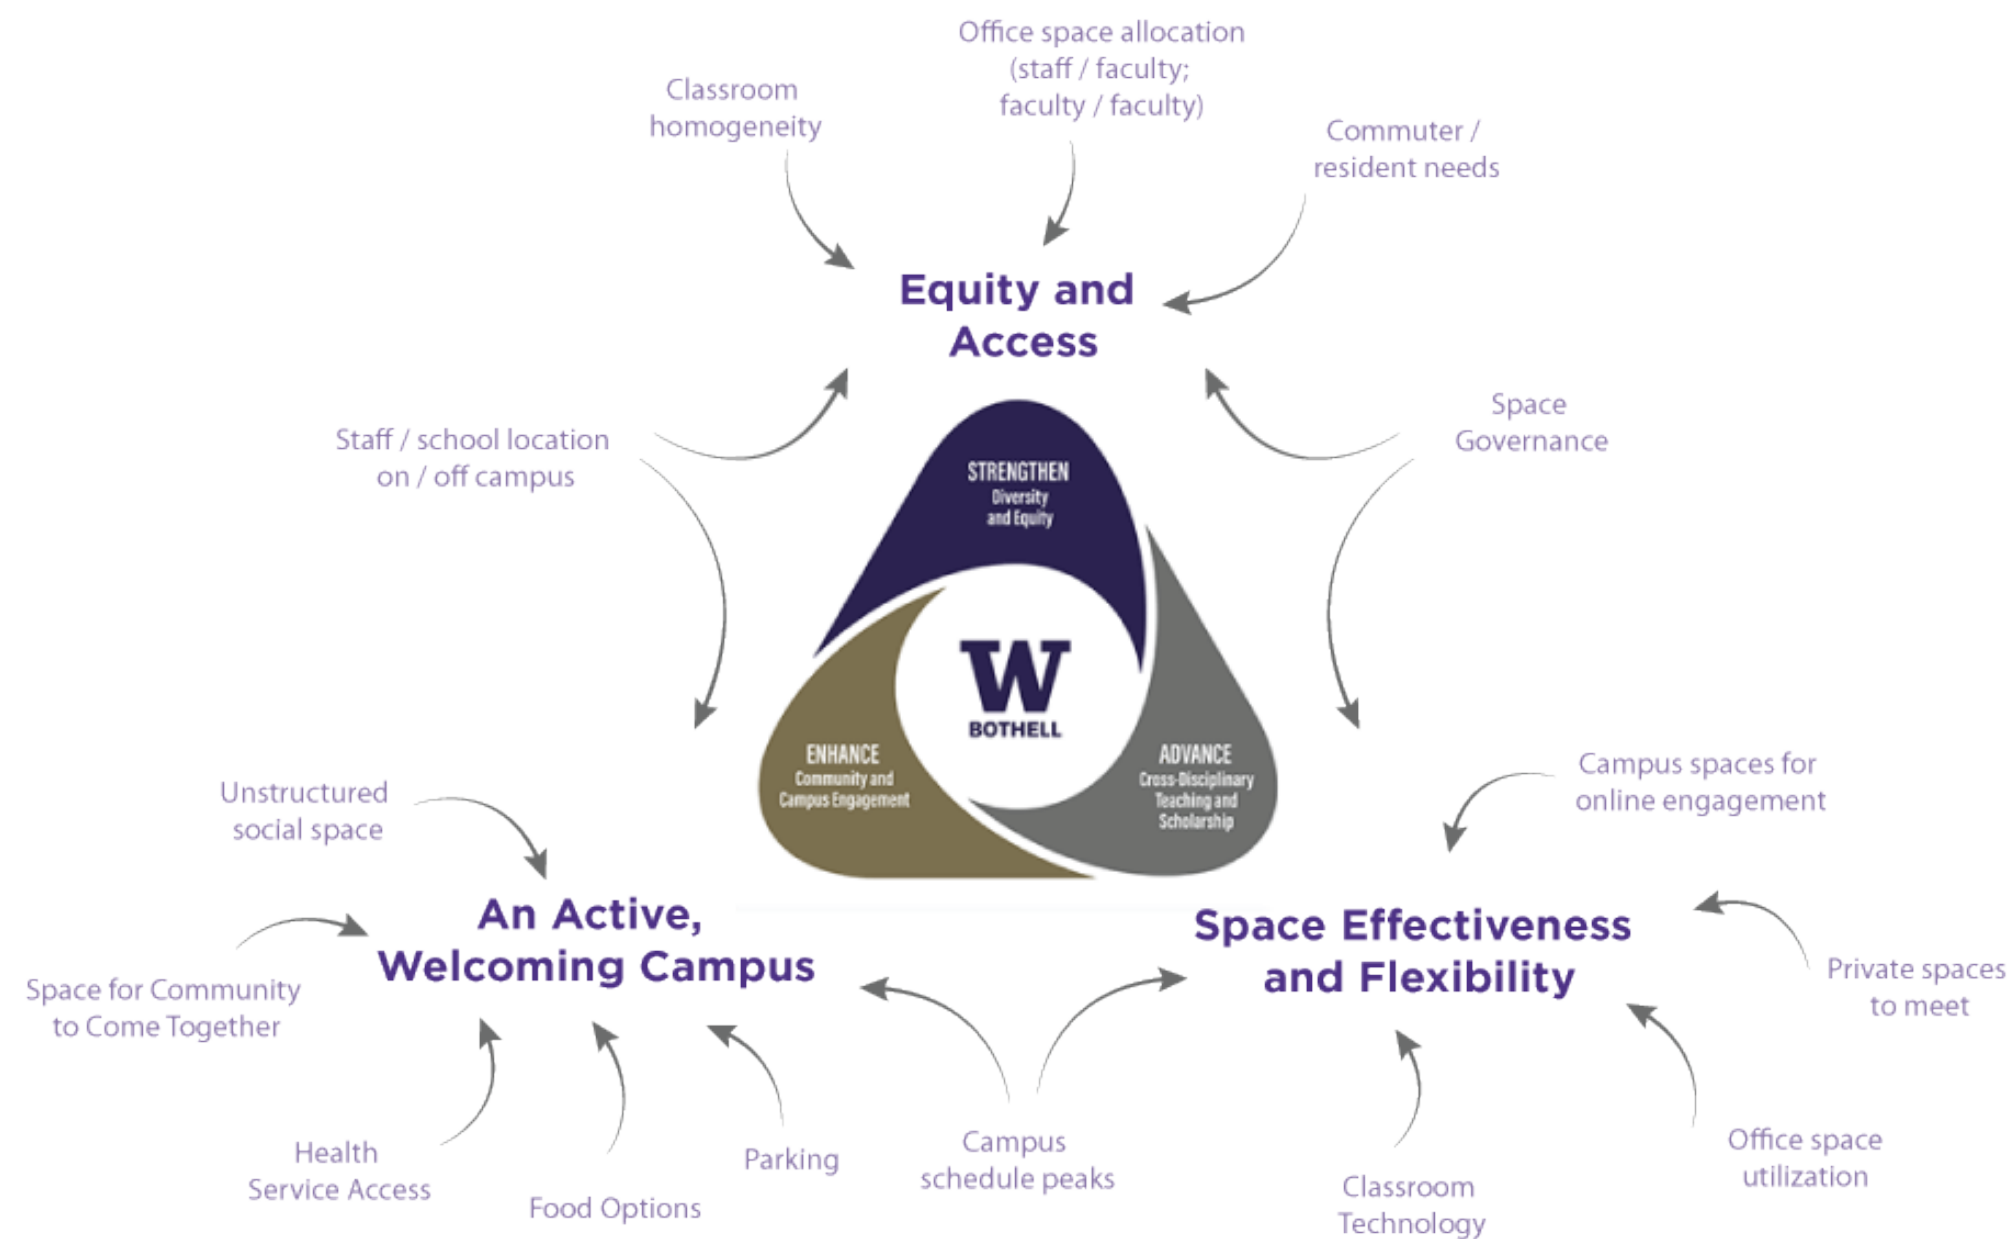 Office space allocation
(staff / faculty;
faculty / faculty)
Classroom
homogeneity
Commuter /
resident needs
Equity and
Access
Staff / school location
on / off campus
Space
Governance
STRENGTHEN
Diversity
and Equity
W
BOTHELL
ENHANCE
Community and
Campus Engagement
ADVANCE
Cross-Disciplinary
Teaching and
Scholarship
Unstructured
social space
Campus spaces for
online engagement
An Active,
Welcoming Campus
Space Effectiveness
and Flexibility
Space for Community
to Come Together
Private spaces
to meet
Health
Service Access
Food Options
Parking
Campus
schedule peaks
Classroom
Technology
Office space
utilization